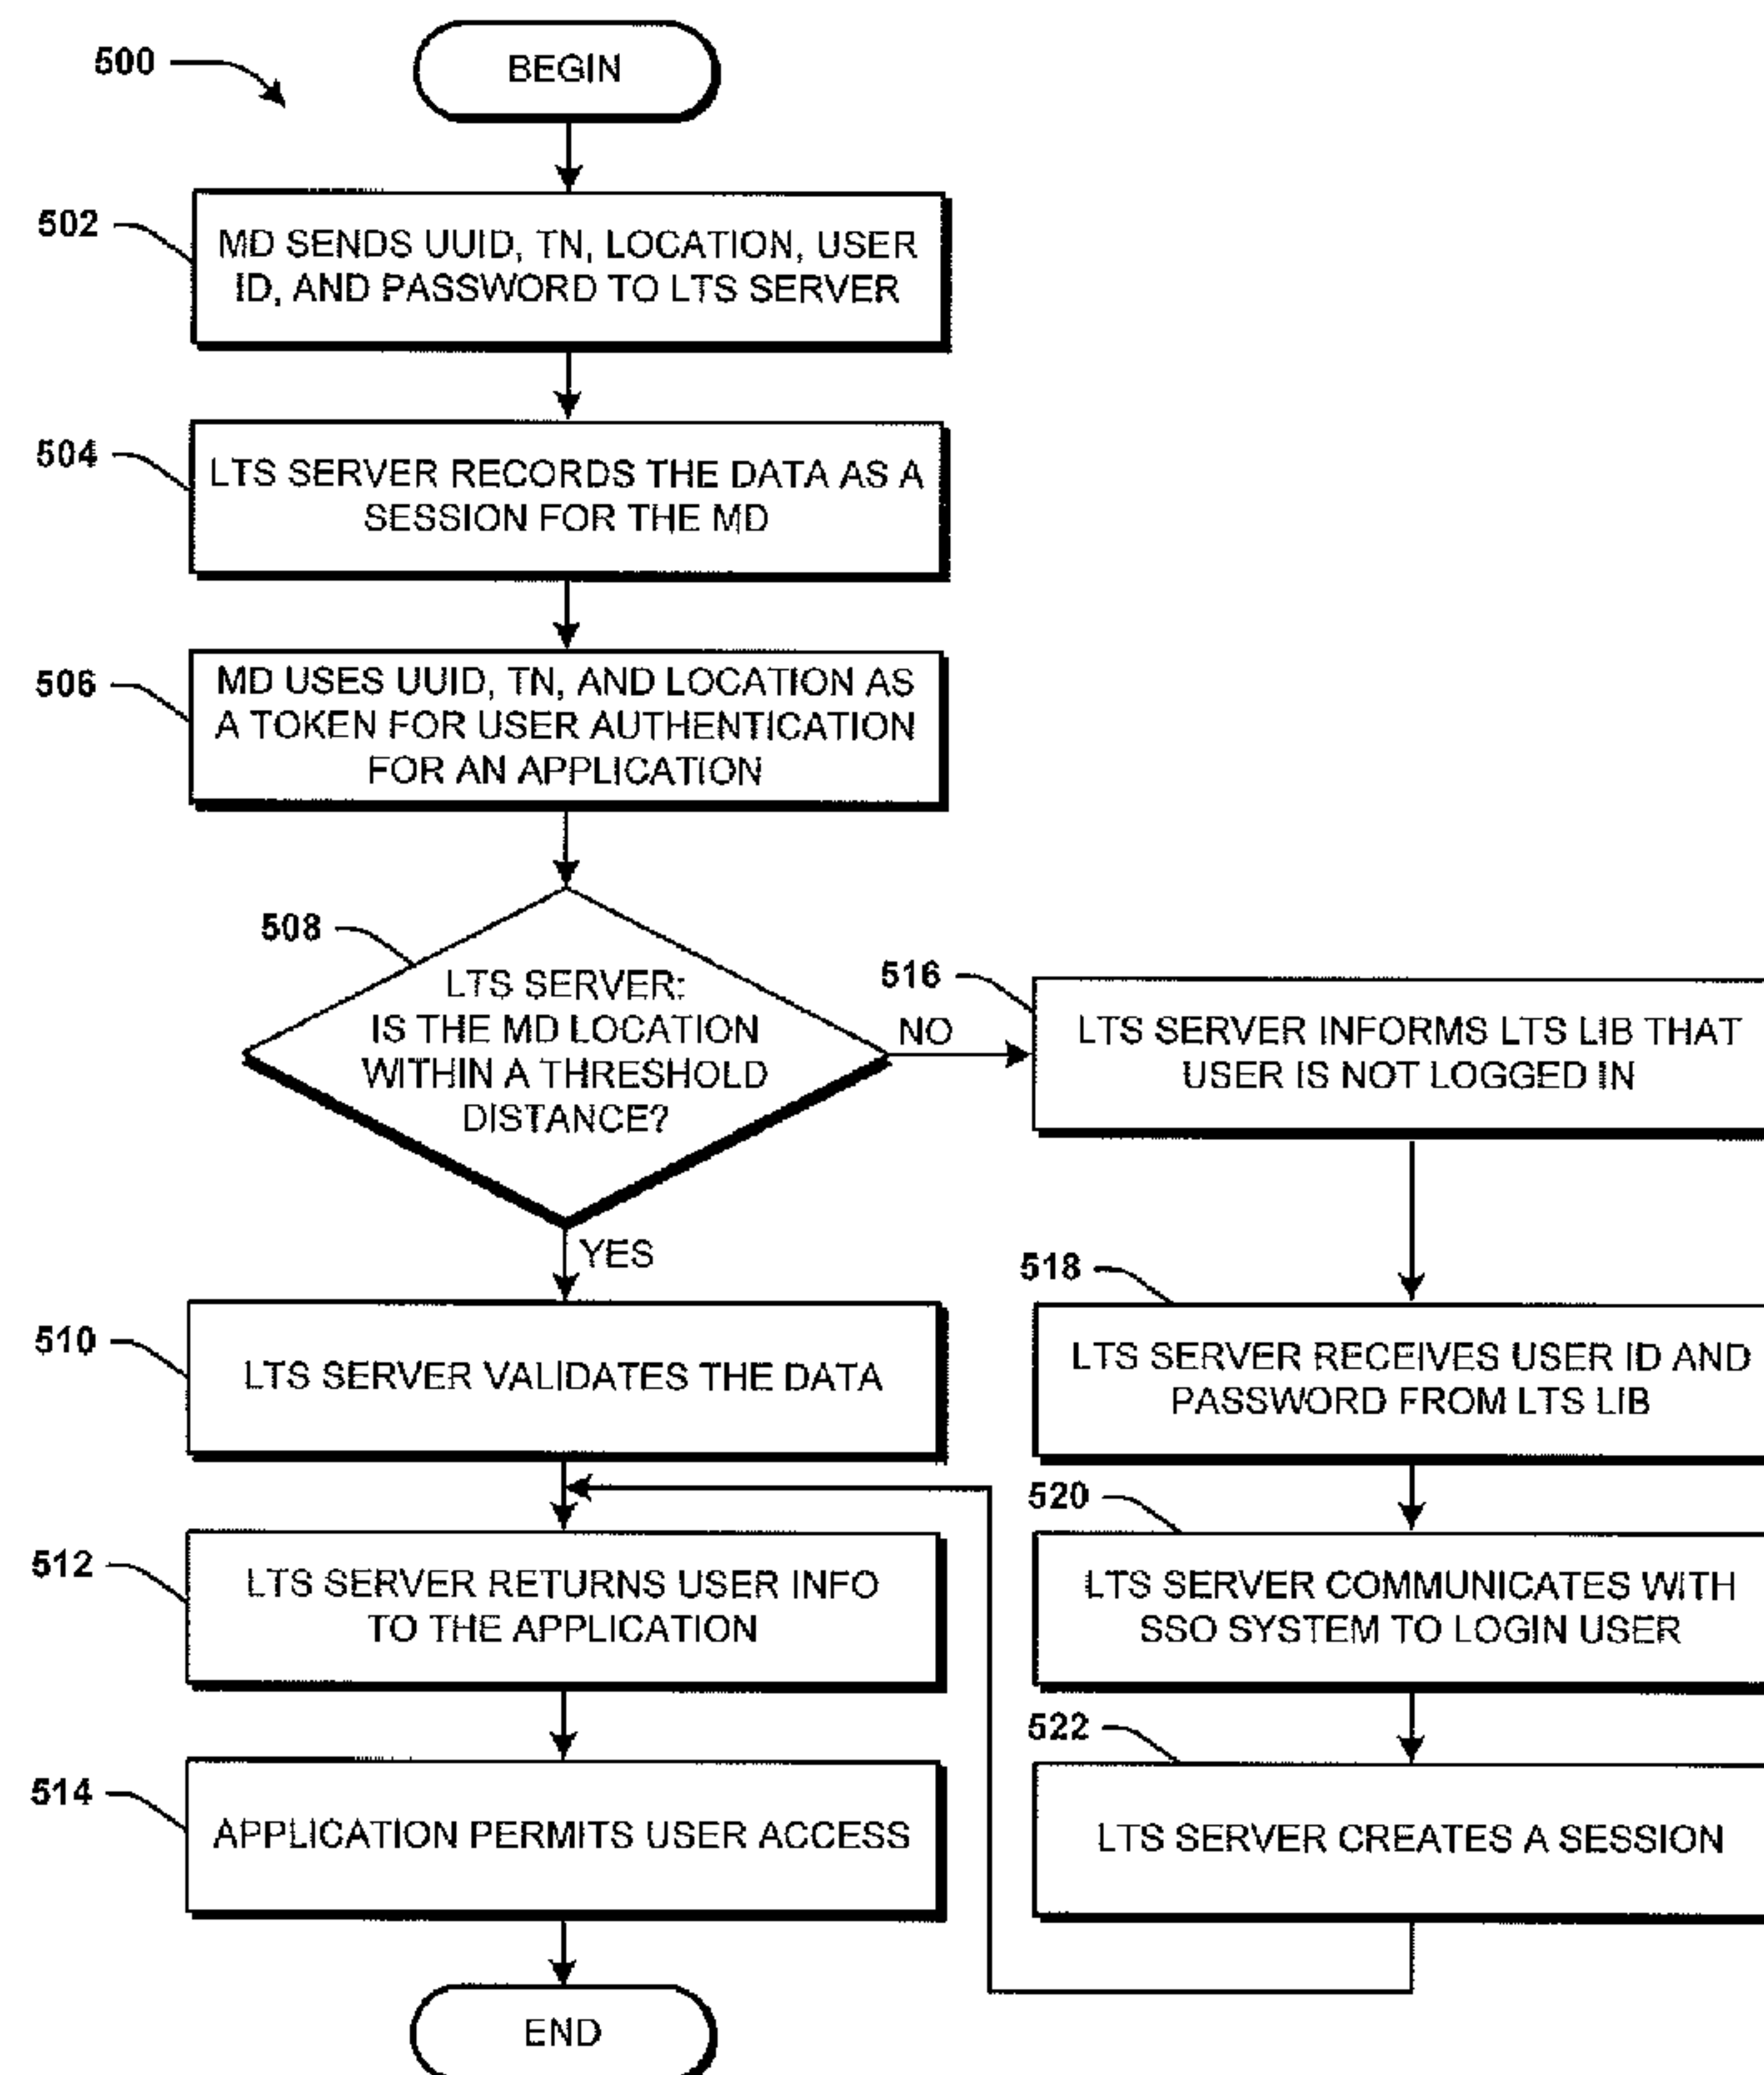 500
BEGIN
502
MD SENDS UUID, TN, LOCATION, USER
ID, AND PASSWORD TO LTS SERVER
504
LTS SERVER RECORDS THE DATA AS A
SESSION FOR THE MD
506
MD USES UUID, TN, AND LOCATION AS
A TOKEN FOR USER AUTHENTICATION
FOR AN APPLICATION
508
LTS SERVER:
IS THE MD LOCATION
WITHIN A THRESHOLD
DISTANCE?
NO
YES
516
LTS SERVER INFORMS LTS LIB THAT
USER IS NOT LOGGED IN
510
LTS SERVER VALIDATES THE DATA
518
LTS SERVER RECEIVES USER ID AND
PASSWORD FROM LTS LIB
512
LTS SERVER RETURNS USER INFO
TO THE APPLICATION
520
LTS SERVER COMMUNICATES WITH
SSO SYSTEM TO LOGIN USER
514
APPLICATION PERMITS USER ACCESS
522
LTS SERVER CREATES A SESSION
END